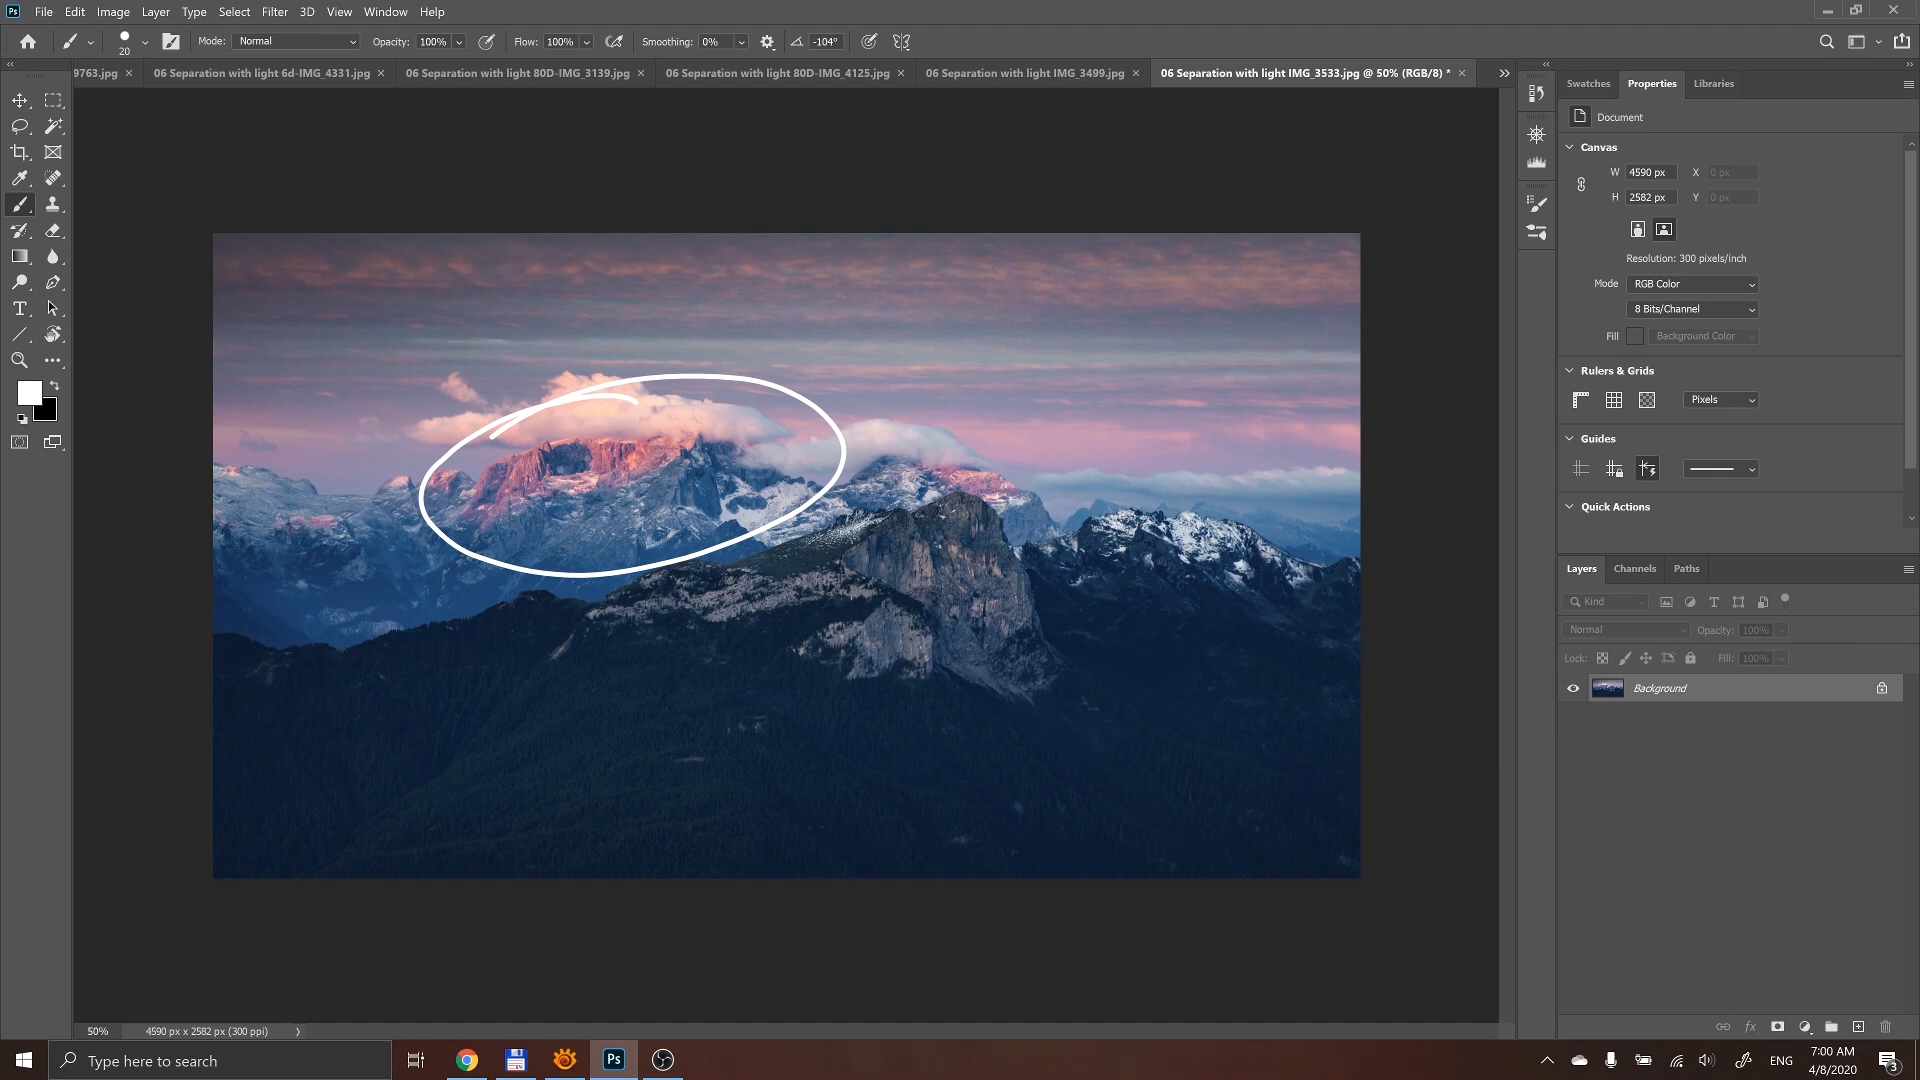 Ps File Edit Image Layer Type Select Filter 3D View Window Help
20 Mode: Normal Opacity: 100% Flow: 100% Smoothing: 0% -104°
9763.jpg × 06 Separation with light 6d-IMG_4331.jpg × 06 Separation with light 80D-IMG_3139.jpg × 06 Separation with light 80D-IMG_4125.jpg × 06 Separation with light IMG_3499.jpg × 06 Separation with light IMG_3533.jpg @ 50% (RGB/8) * ×
Swatches Properties Libraries
Document
Canvas
W 4590 px X 0 px
H 2582 px Y 0 px
Resolution: 300 pixels/inch
Mode RGB Color
8 Bits/Channel
Fill Background Color
Rulers & Grids
Pixels
Guides
Quick Actions
Layers Channels Paths
Kind
Normal Opacity: 100%
Lock: Fill: 100%
Background
fx
50% 4590 px x 2582 px (300 ppi)
Type here to search
Ps
ENG
7:00 AM
4/8/2020
3